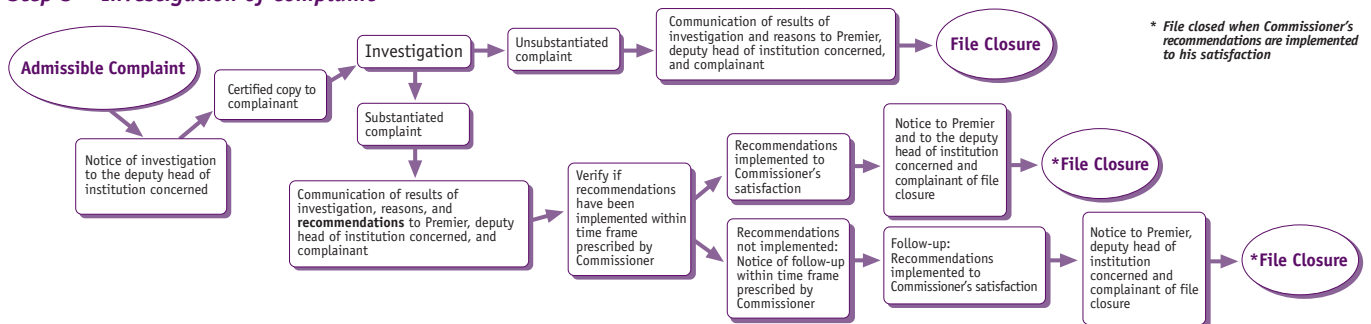 Step – Investigation of complaint
Admissible Complaint
Notice of investigation
to the deputy head of
institution concerned
Certified copy to
complainant
Investigation
Unsubstantiated
complaint
Communication of results of
investigation and reasons to Premier,
deputy head of institution concerned,
and complainant
File Closure
* File closed when Commissioner's
recommendations are implemented
to his satisfaction
Substantiated
complaint
Communication of results of
investigation, reasons, and
recommendations to Premier, deputy
head of institution concerned, and
complainant
Verify if
recommendations
have been
implemented within
time frame
prescribed by
Commissioner
Recommendations
implemented to
Commissioner's
satisfaction
Notice to Premier
and to the deputy
head of institution
concerned and
complainant of file
closure
*File Closure
Recommendations
not implemented:
Notice of follow-up
within time frame
prescribed by
Commissioner
Follow-up:
Recommendations
implemented to
Commissioner's satisfaction
Notice to Premier,
deputy head of
institution
concerned and
complainant of file
closure
*File Closure